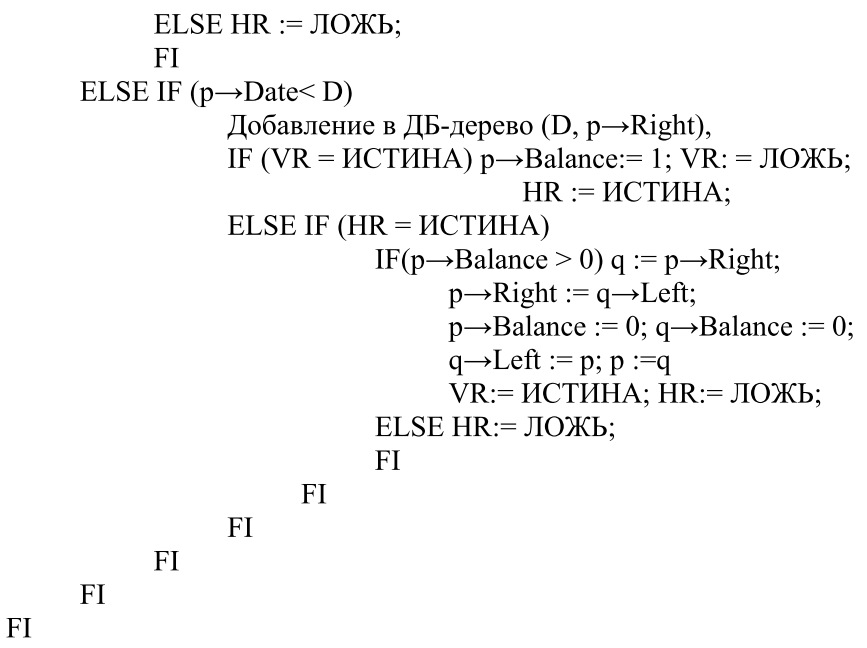 ELSE HR := ЛОЖЬ;
FI
ELSE IF (p→Date< D)
Добавление в ДБ-дерево (D, p→Right),
IF (VR = ИСТИНА) p→Balance:= 1; VR: = ЛОЖЬ;
HR := ИСТИНА;
ELSE IF (HR = ИСТИНА)
IF(p→Balance > 0) q := p→Right;
p→Right := q→Left;
p→Balance := 0; q→Balance := 0;
q→Left := p; p :=q
VR:= ИСТИНА; HR:= ЛОЖЬ;
ELSE HR:= ЛОЖЬ;
FI
FI
FI
FI
FI
FI